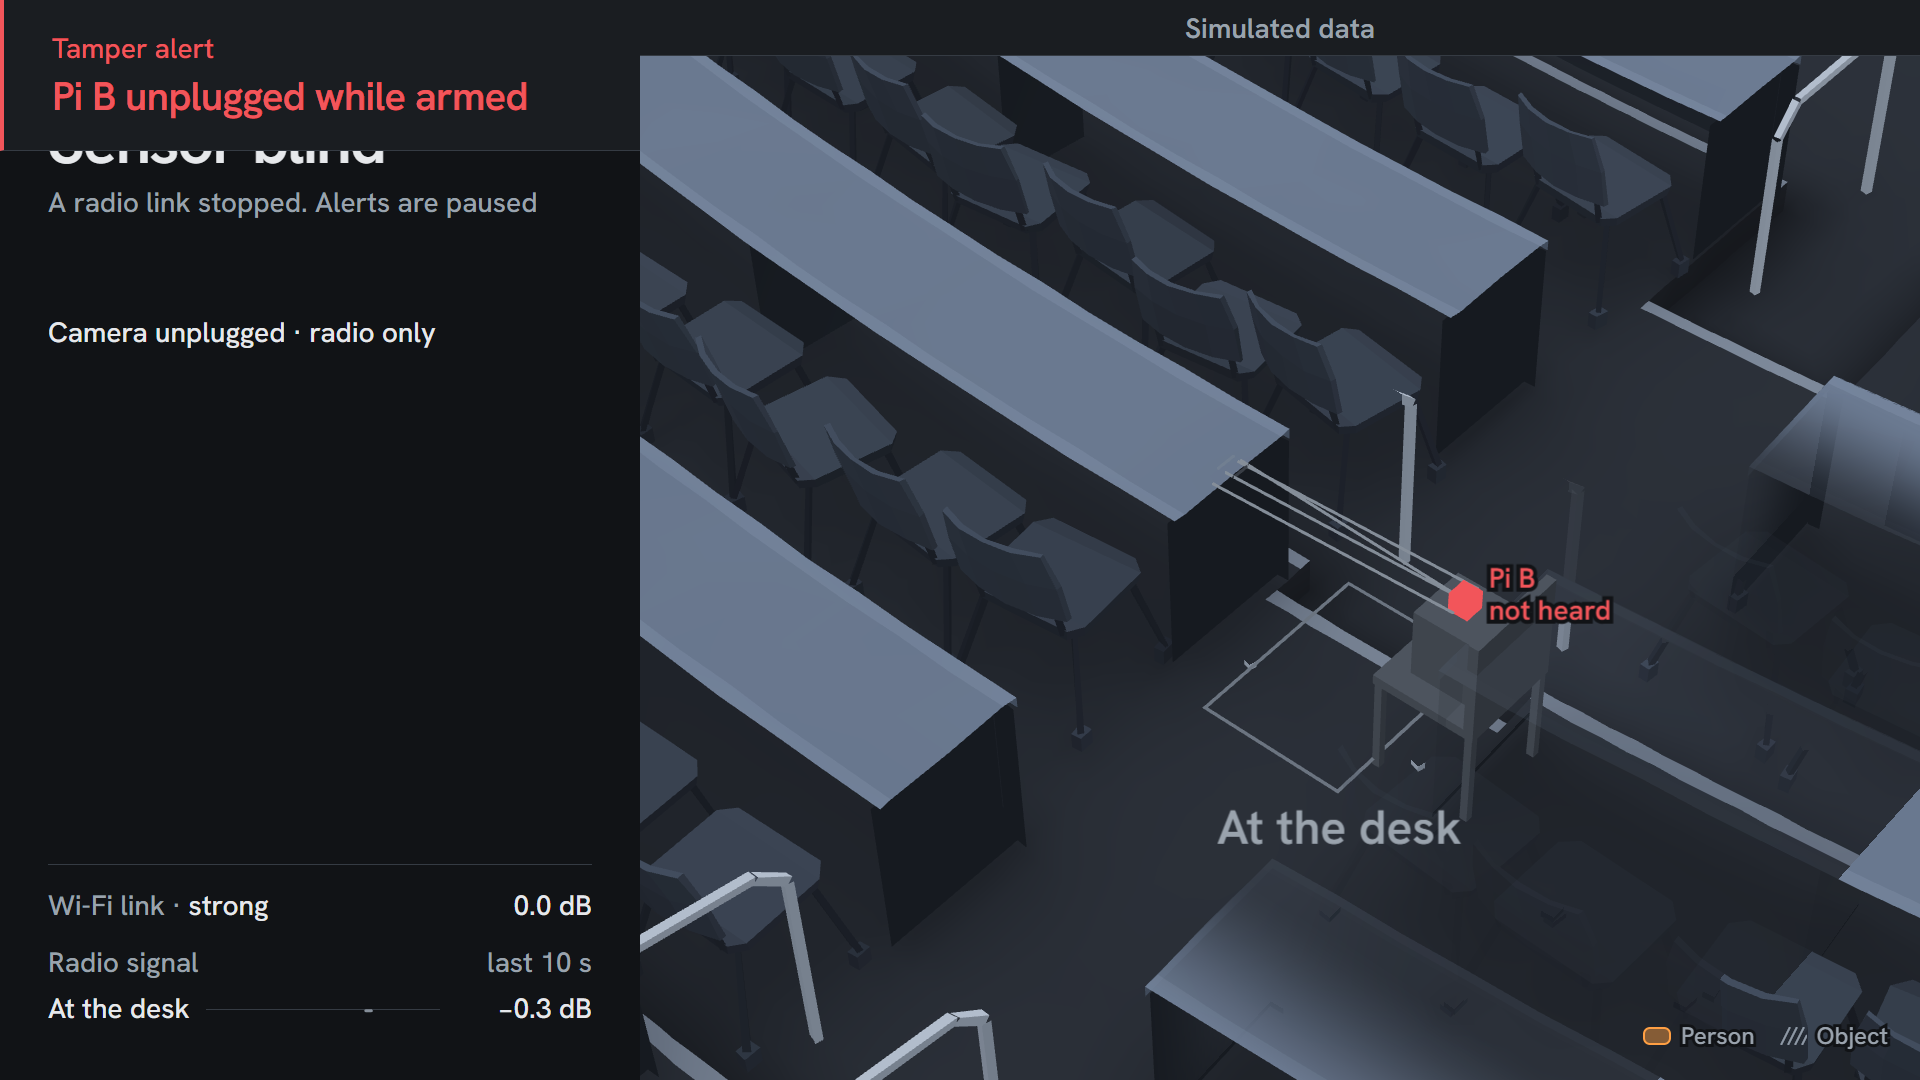 Simulated data
Tamper alert
Pi B unplugged while armed
Sensor blind
A radio link stopped. Alerts are paused
Camera unplugged · radio only
Pi B
not heard
At the desk
Wi-Fi link · strong 0.0 dB
Radio signal last 10 s
At the desk −0.3 dB
Person Object